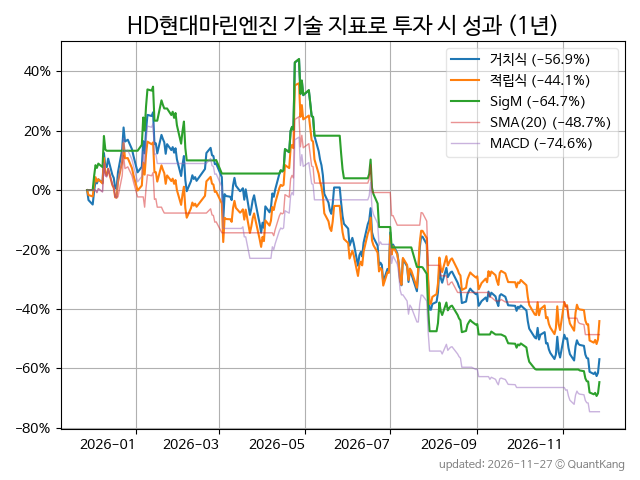 HD현대마린엔진 기술 지표로 투자 시 성과 (1년)
거치식 (−56.9%)
적립식 (−44.1%)
SigM (−64.7%)
SMA(20) (−48.7%)
MACD (−74.6%)
40%
20%
0%
−20%
−40%
−60%
−80%
2026-01 2026-03 2026-05 2026-07 2026-09 2026-11
updated: 2026-11-27 © QuantKang